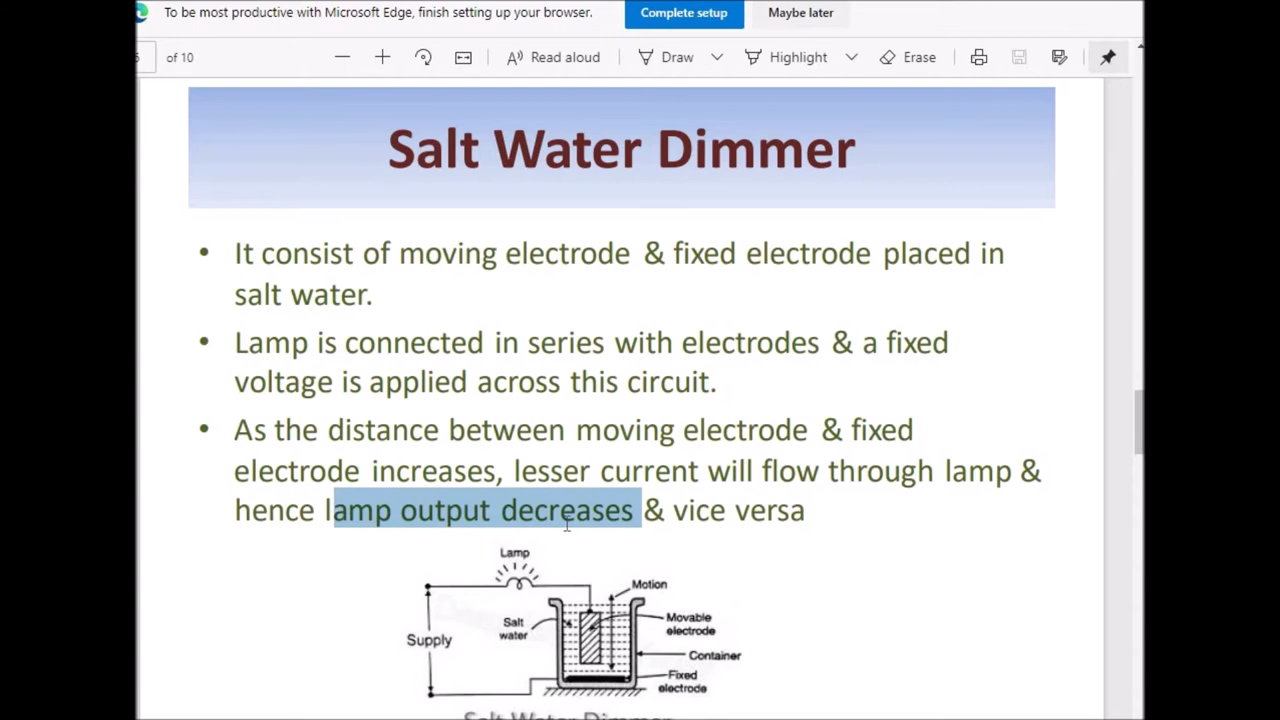 To be most productive with Microsoft Edge, finish setting up your browser. Complete setup Maybe later
of 10 Read aloud Draw Highlight Erase
Salt Water Dimmer
• It consist of moving electrode & fixed electrode placed in
salt water.
• Lamp is connected in series with electrodes & a fixed
voltage is applied across this circuit.
• As the distance between moving electrode & fixed
electrode increases, lesser current will flow through lamp &
hence lamp output decreases & vice versa
Lamp
Motion
Salt
water
Movable
electrode
Supply
Container
Fixed
electrode
Salt Water Dimmer